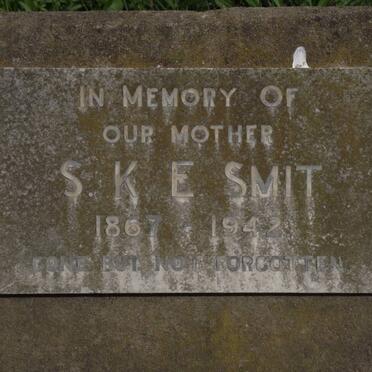 IN MEMORY OF
OUR MOTHER
S K E SMIT
1867 - 1942
GONE BUT NOT FORGOTTEN